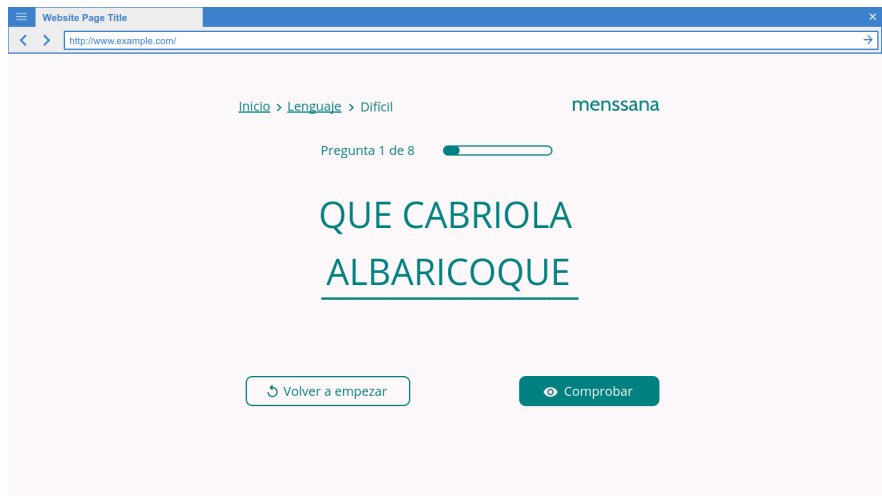 Website Page Title
http://www.example.com/
Inicio > Lenguaje > Difícil
menssana
Pregunta 1 de 8
QUE CABRIOLA
ALBARICOQUE
Volver a empezar
Comprobar